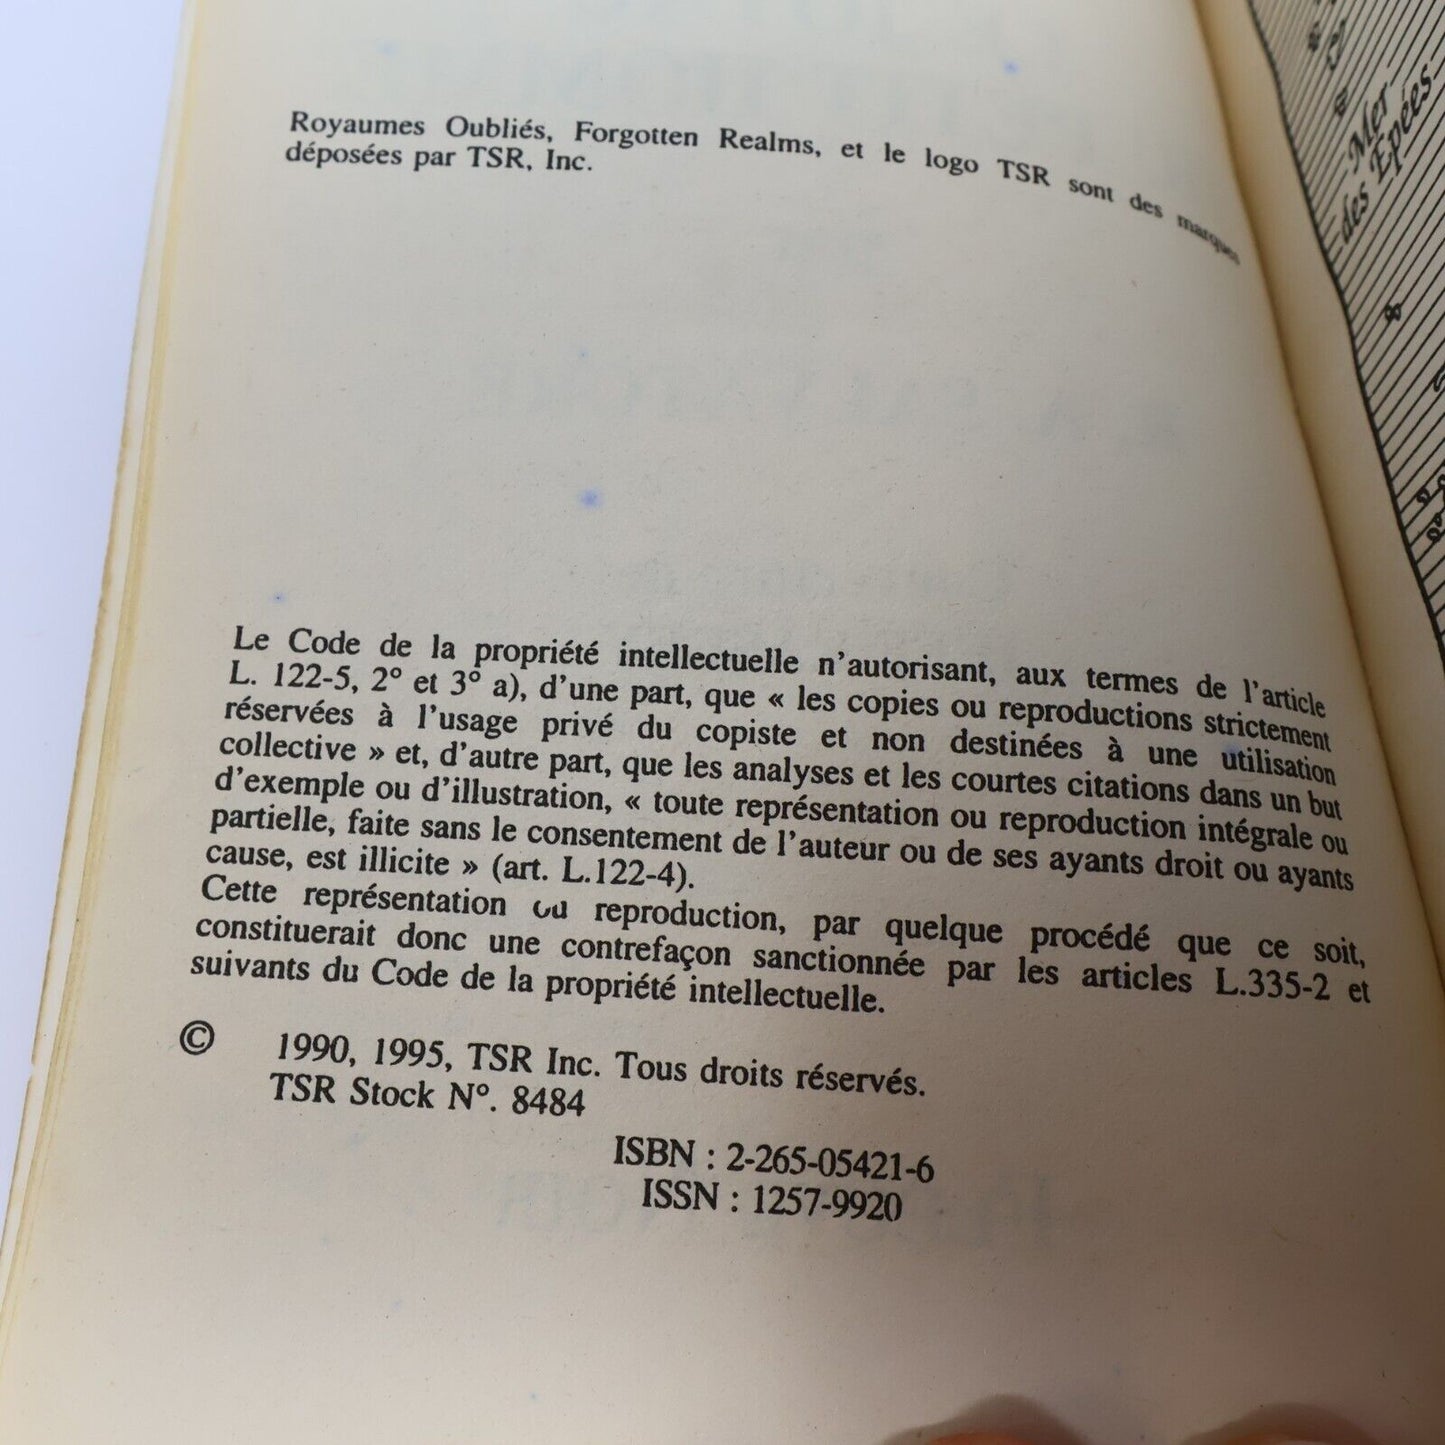 Royaumes Oubliés, Forgotten Realms, et le logo TSR sont des marques
déposées par TSR, Inc.
Mer
des Epées
Le Code de la propriété intellectuelle n'autorisant, aux termes de l'article
L. 122-5, 2° et 3° a), d'une part, que « les copies ou reproductions strictement
réservées à l'usage privé du copiste et non destinées à une utilisation
collective » et, d'autre part, que les analyses et les courtes citations dans un but
d'exemple ou d'illustration, « toute représentation ou reproduction intégrale ou
partielle, faite sans le consentement de l'auteur ou de ses ayants droit ou ayants
cause, est illicite » (art. L.122-4).
Cette représentation ou reproduction, par quelque procédé que ce soit,
constituerait donc une contrefaçon sanctionnée par les articles L.335-2 et
suivants du Code de la propriété intellectuelle.
© 1990, 1995, TSR Inc. Tous droits réservés.
TSR Stock N°. 8484
ISBN : 2-265-05421-6
ISSN : 1257-9920